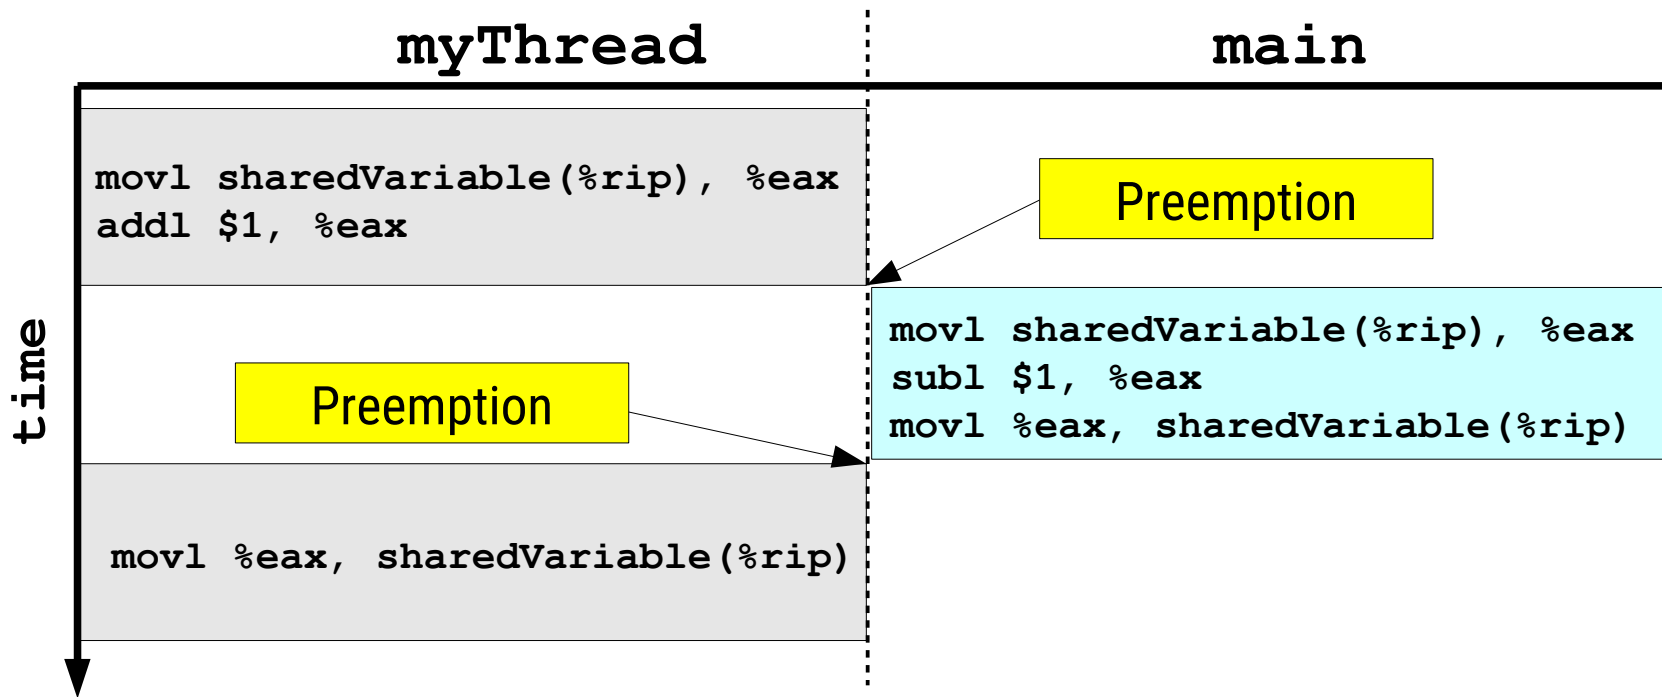 myThread
main
movl sharedVariable(%rip), %eax
addl $1, %eax
Preemption
movl sharedVariable(%rip), %eax
subl $1, %eax
movl %eax, sharedVariable(%rip)
time
Preemption
movl %eax, sharedVariable(%rip)